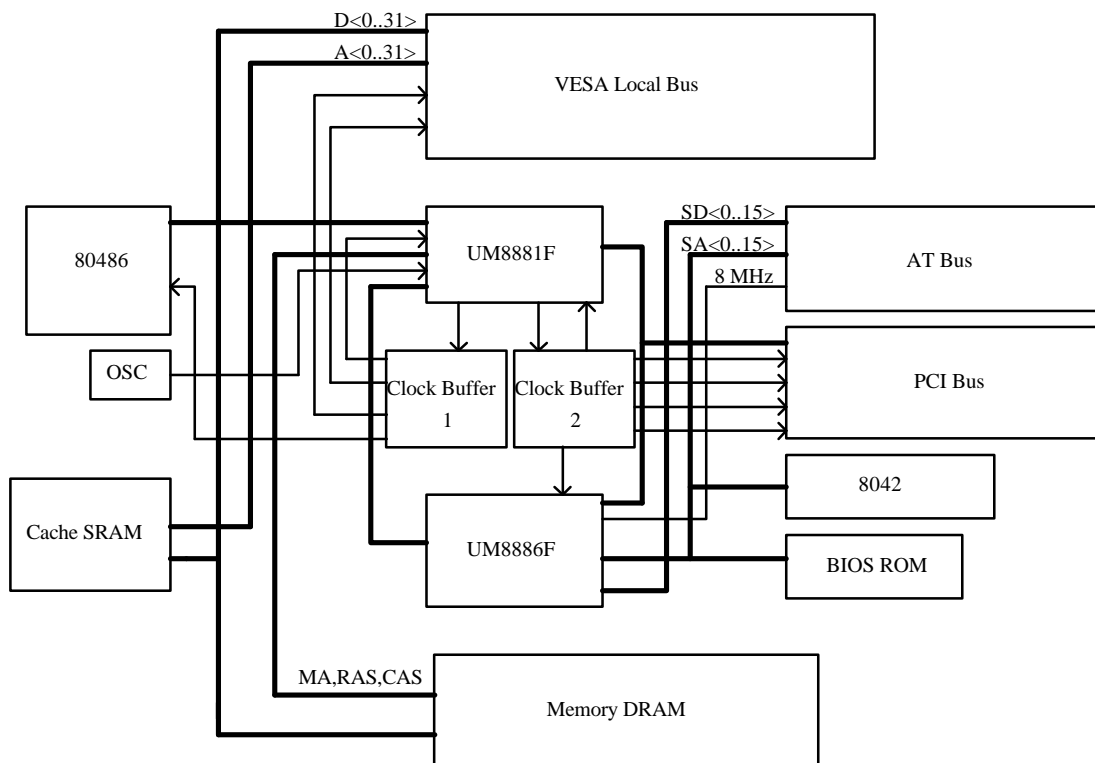 D<0..31>
A<0..31>
VESA Local Bus
80486
UM8881F
SD<0..15>
SA<0..15>
8 MHz
AT Bus
OSC
Clock Buffer
1
Clock Buffer
2
PCI Bus
Cache SRAM
UM8886F
8042
BIOS ROM
MA,RAS,CAS
Memory DRAM